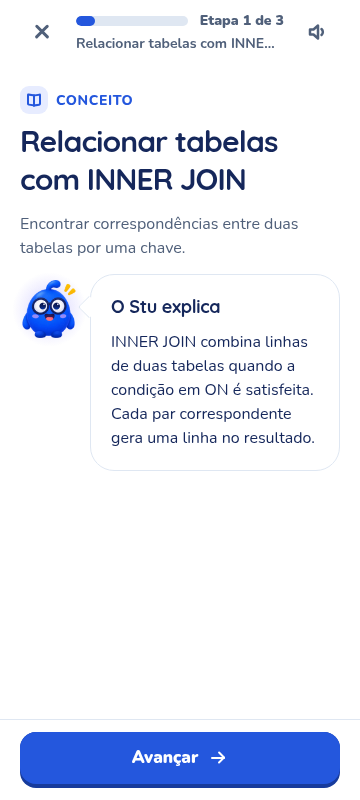 Etapa 1 de 3
Relacionar tabelas com INNE...
CONCEITO
Relacionar tabelas
com INNER JOIN
Encontrar correspondências entre duas
tabelas por uma chave.
O Stu explica
INNER JOIN combina linhas
de duas tabelas quando a
condição em ON é satisfeita.
Cada par correspondente
gera uma linha no resultado.
Avançar